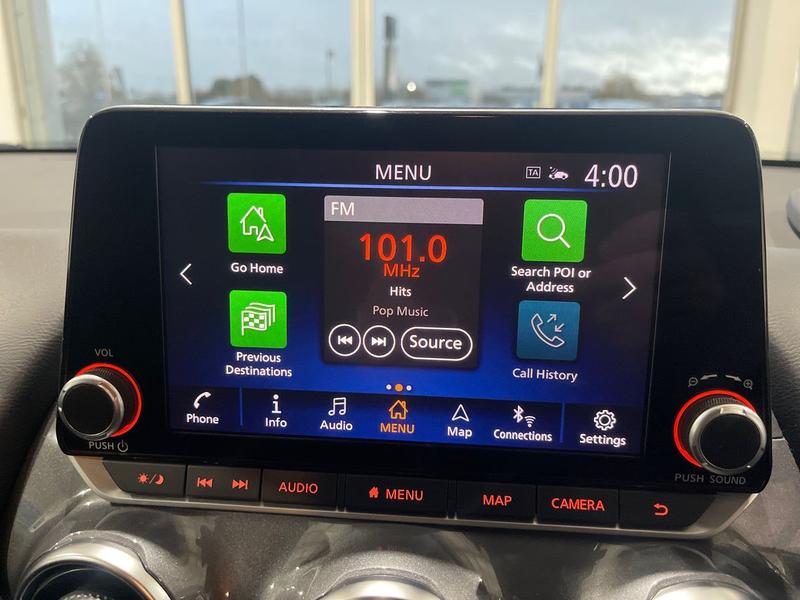 MENU
TA
4:00
FM
101.0
MHz
Hits
Pop Music
Source
Go Home
Previous
Destinations
Search POI or
Address
Call History
Phone
Info
Audio
MENU
Map
Connections
Settings
VOL
PUSH
PUSH SOUND
AUDIO
MENU
MAP
CAMERA